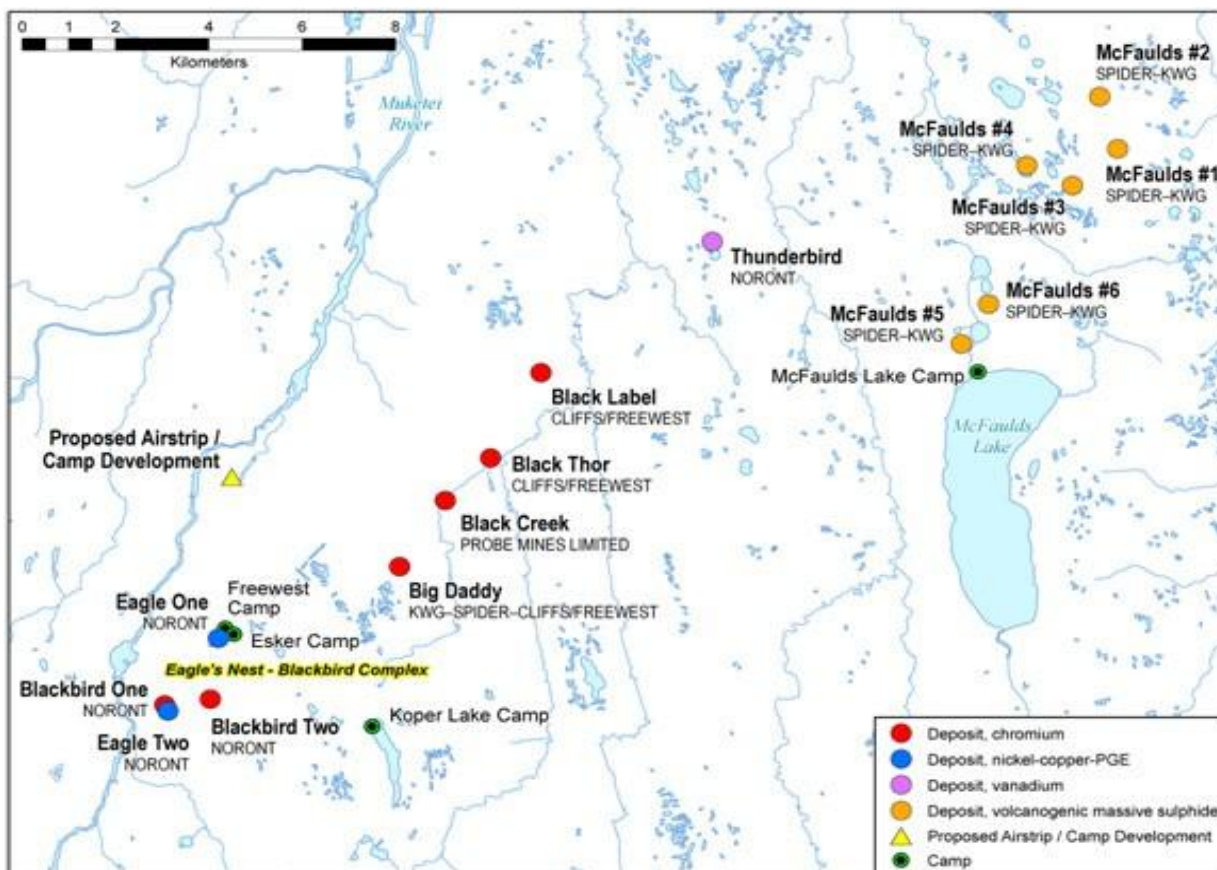 0 1 2 4 6 8
Kilometers
Muketei
River
McFaulds #2
SPIDER–KWG
McFaulds #4
SPIDER–KWG
McFaulds #1
SPIDER–KWG
McFaulds #3
SPIDER–KWG
Thunderbird
NORONT
McFaulds #6
SPIDER–KWG
McFaulds #5
SPIDER–KWG
McFaulds Lake Camp
McFaulds
Lake
Black Label
CLIFFS/FREEWEST
Proposed Airstrip /
Camp Development
Black Thor
CLIFFS/FREEWEST
Black Creek
PROBE MINES LIMITED
Big Daddy
KWG–SPIDER–CLIFFS/FREEWEST
Freewest
Camp
Eagle One
NORONT
Esker Camp
Eagle's Nest - Blackbird Complex
Blackbird One
NORONT
Eagle Two
NORONT
Blackbird Two
NORONT
Koper Lake Camp
Deposit, chromium
Deposit, nickel-copper-PGE
Deposit, vanadium
Deposit, volcanogenic massive sulphide
Proposed Airstrip / Camp Development
Camp